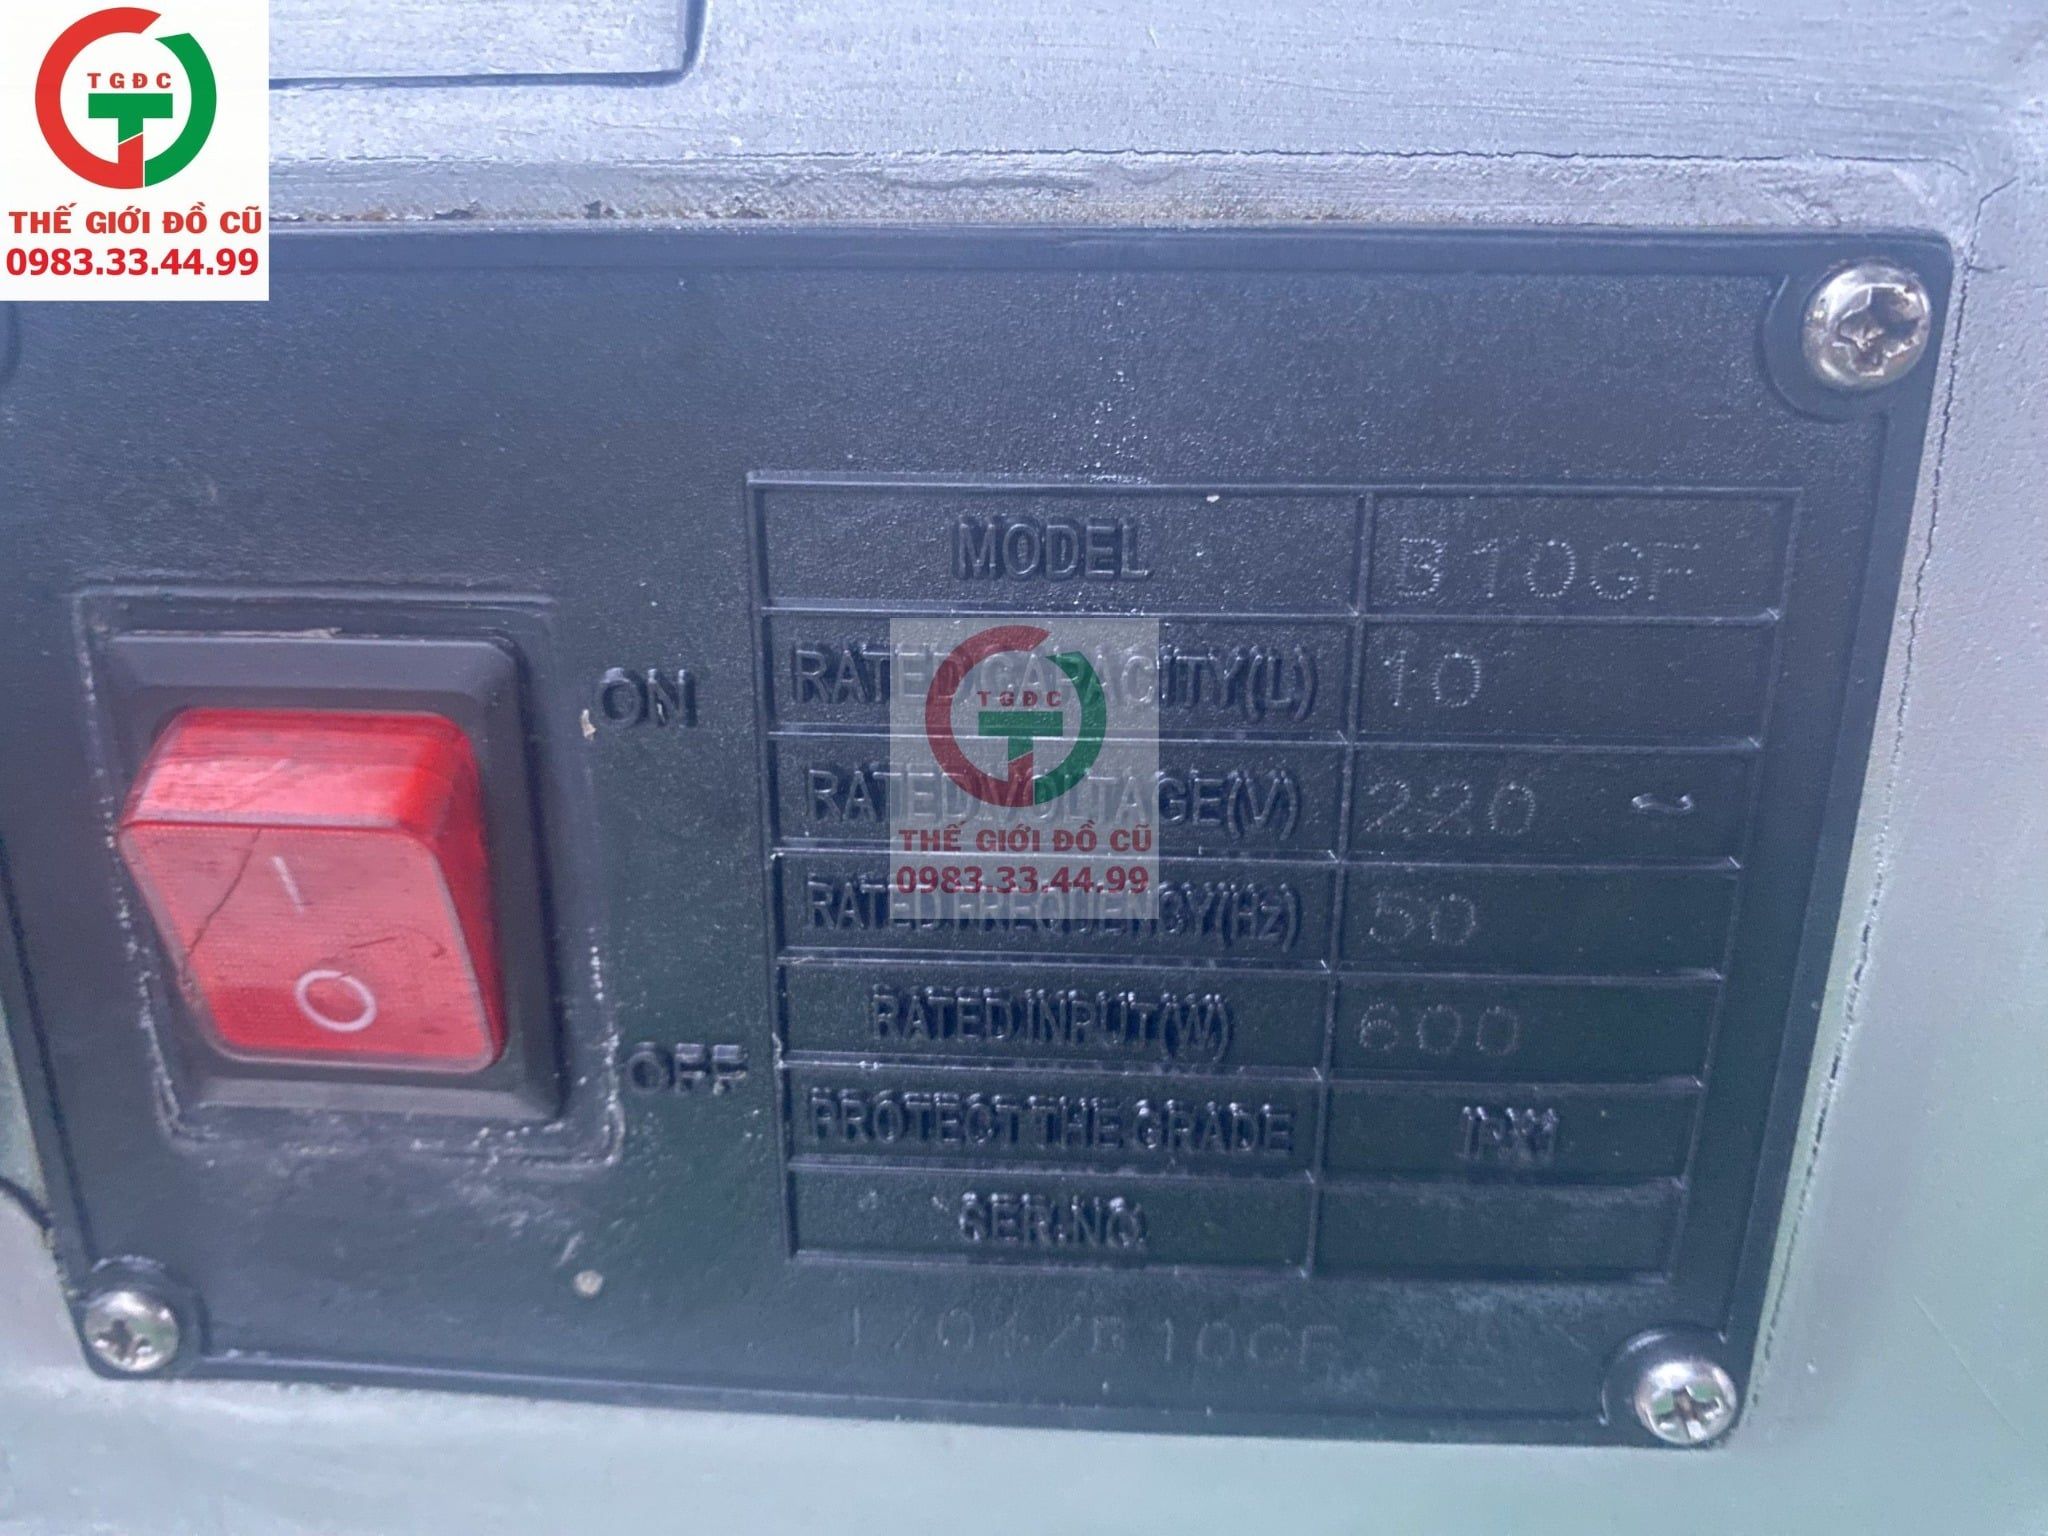 TGĐC
THẾ GIỚI ĐỒ CŨ
0983.33.44.99
MODEL B10GF
RATED CAPACITY(L) 10
RATED VOLTAGE(V) 220 ~
RATED FREQUENCY(Hz) 50
RATED INPUT(W) 600
PROTECT THE GRADE IPX1
SER.NO.
ON
OFF
TGĐC
THẾ GIỚI ĐỒ CŨ
0983.33.44.99